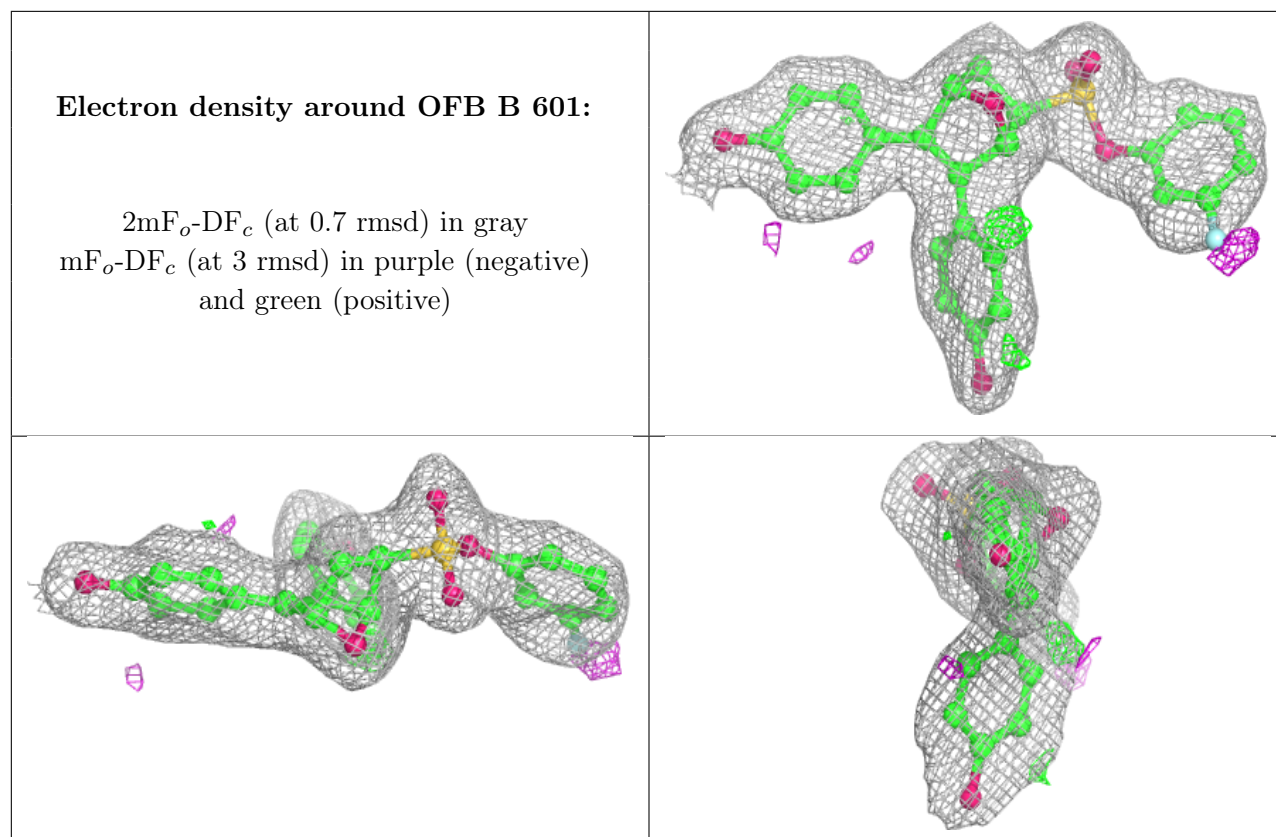 Electron density around OFB B 601:
2mFo-DFc (at 0.7 rmsd) in gray
mFo-DFc (at 3 rmsd) in purple (negative)
and green (positive)